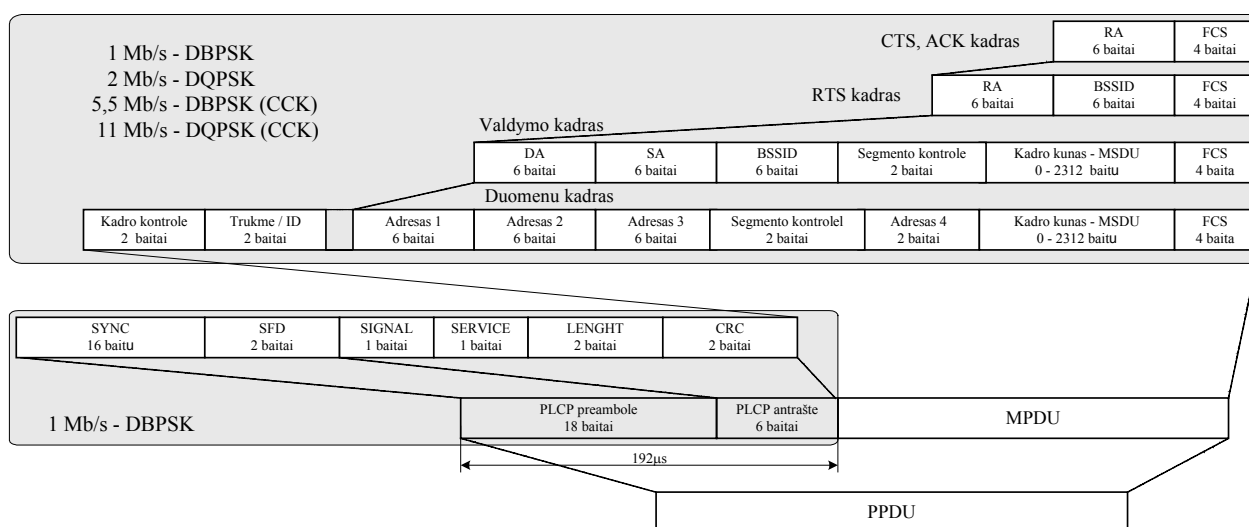 1 Mb/s - DBPSK
2 Mb/s - DQPSK
5,5 Mb/s - DBPSK (CCK)
11 Mb/s - DQPSK (CCK)
CTS, ACK kadras
RA
6 baitai
FCS
4 baitai
RTS kadras
RA
6 baitai
BSSID
6 baitai
FCS
4 baitai
Valdymo kadras
DA
6 baitai
SA
6 baitai
BSSID
6 baitai
Segmento kontrole
2 baitai
Kadro kunas - MSDU
0 - 2312 baitu
FCS
4 baita
Duomenu kadras
Kadro kontrole
2 baitai
Trukme / ID
2 baitai
Adresas 1
6 baitai
Adresas 2
6 baitai
Adresas 3
6 baitai
Segmento kontrolel
2 baitai
Adresas 4
2 baitai
Kadro kunas - MSDU
0 - 2312 baitu
FCS
4 baita
SYNC
16 baitu
SFD
2 baitai
SIGNAL
1 baitai
SERVICE
1 baitai
LENGHT
2 baitai
CRC
2 baitai
1 Mb/s - DBPSK
PLCP preambole
18 baitai
PLCP antrašte
6 baitai
MPDU
192µs
PPDU